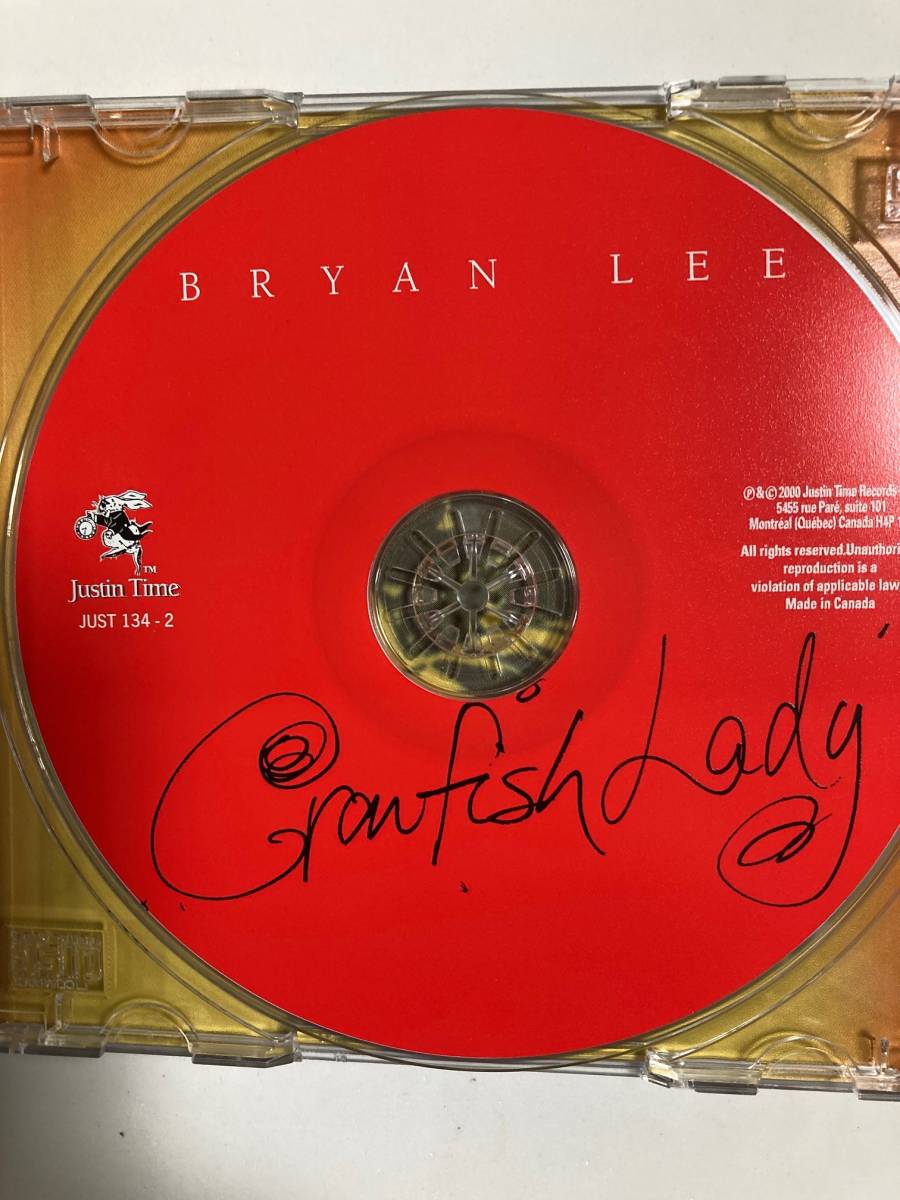 BRYAN LEE
℗ & © 2000 Justin Time Records
5455 rue Paré, suite 101
Montréal (Québec) Canada H4P
All rights reserved.
reproduction is a
violation of applicable law
Made in Canada
TM
Justin Time
JUST 134 - 2
Crawfish Lady